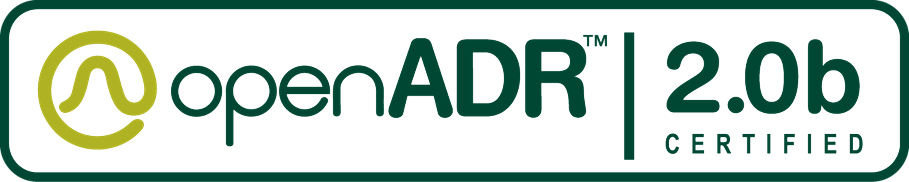 openADR™ | 2.0b
CERTIFIED